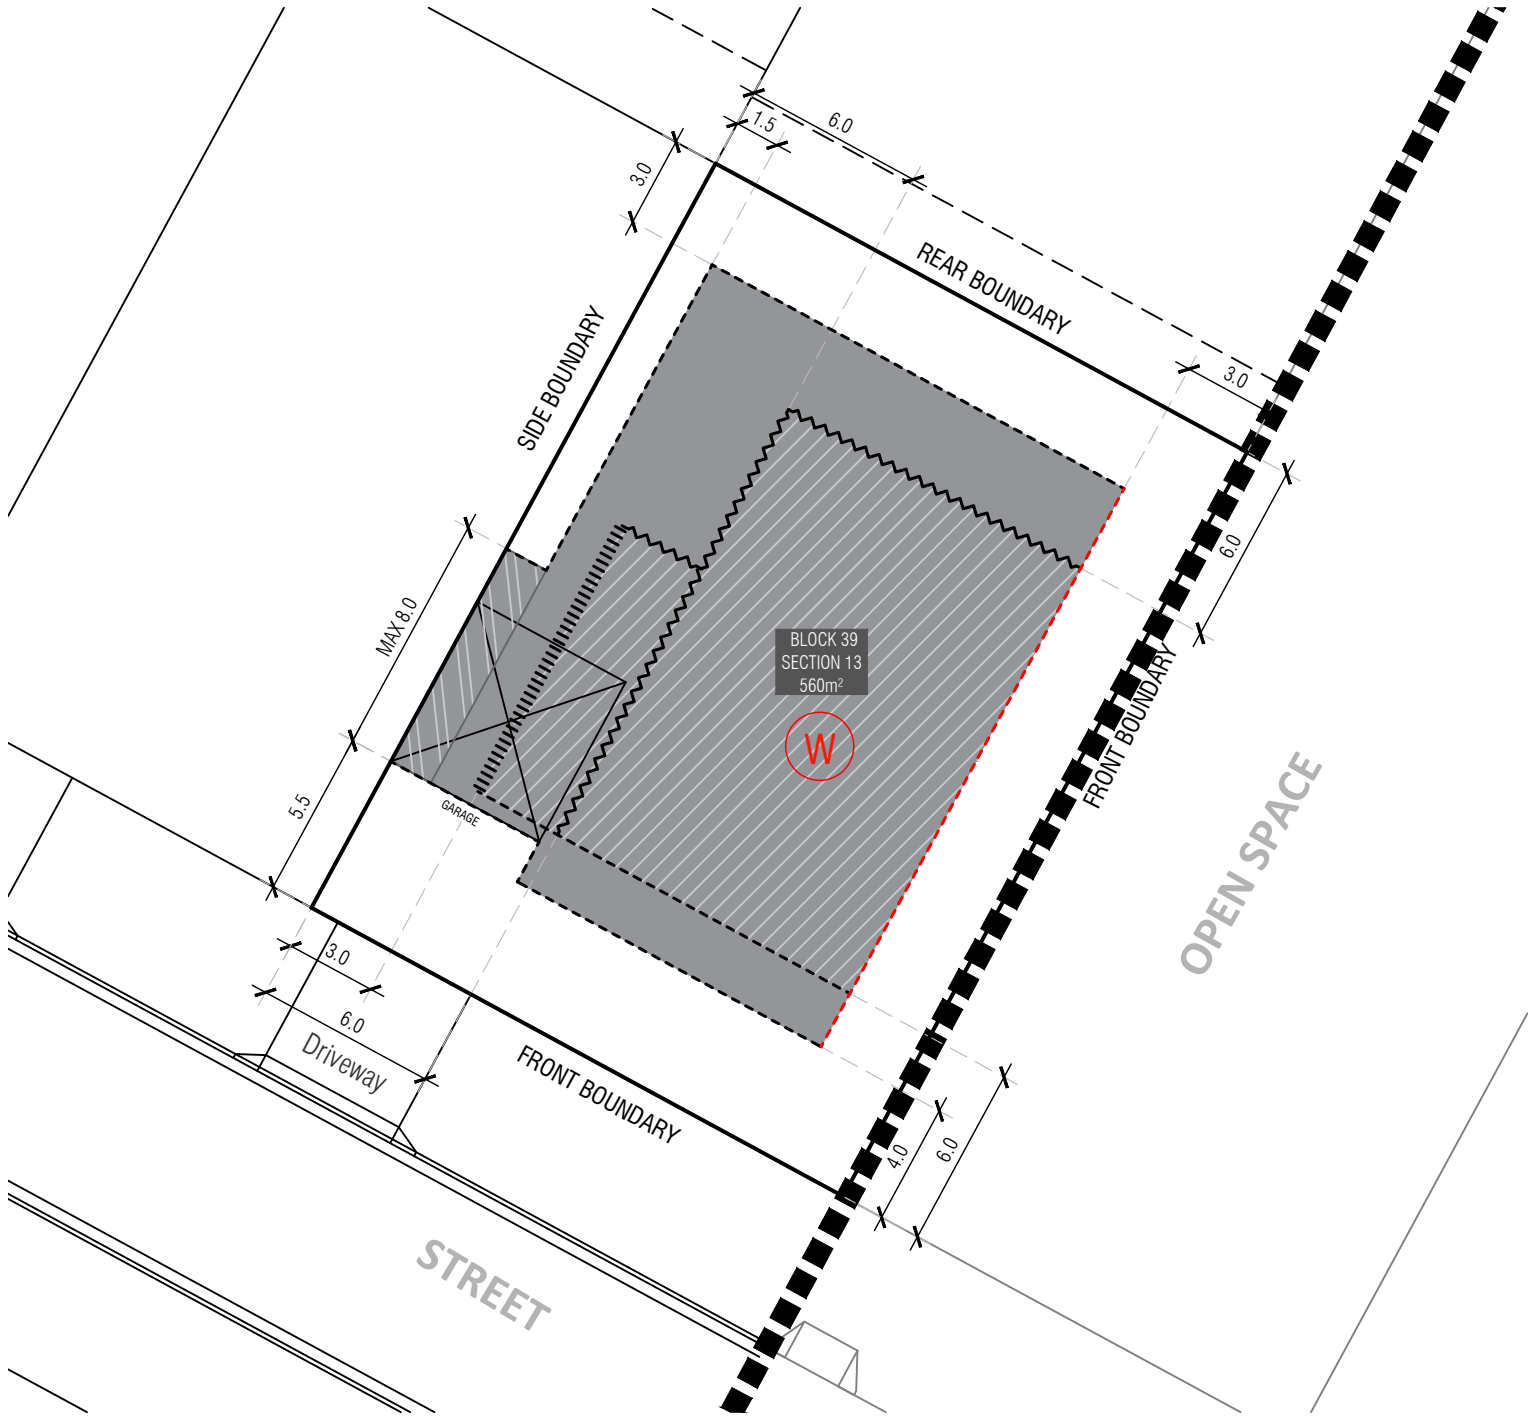 1.5
6.0
3.0
REAR BOUNDARY
SIDE BOUNDARY
3.0
6.0
MAX 8.0
BLOCK 39
SECTION 13
560m²
W
FRONT BOUNDARY
5.5
GARAGE
OPEN SPACE
3.0
6.0
Driveway
FRONT BOUNDARY
4.0
6.0
STREET